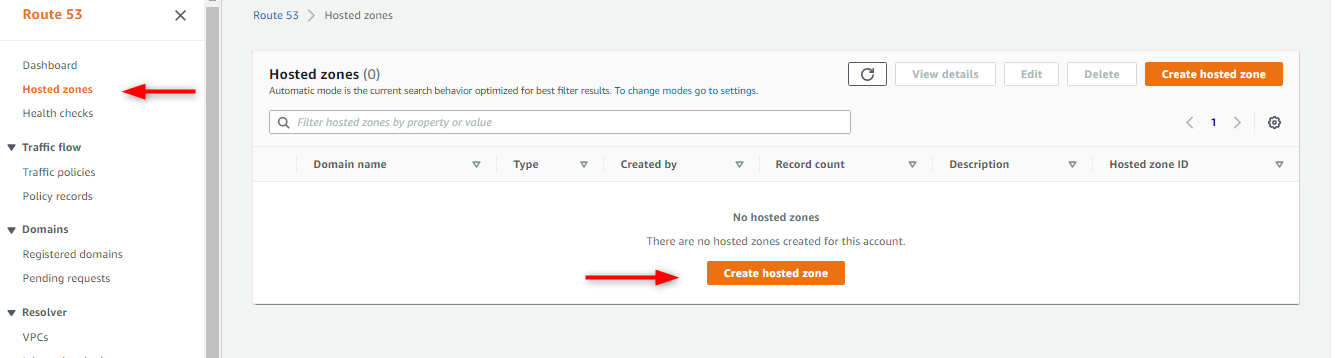 Route 53
Dashboard
Hosted zones
Health checks
Traffic flow
Traffic policies
Policy records
Domains
Registered domains
Pending requests
Resolver
VPCs
Route 53 > Hosted zones
Hosted zones (0)
View details
Edit
Delete
Create hosted zone
Automatic mode is the current search behavior optimized for best filter results. To change modes go to settings.
Filter hosted zones by property or value
1
Domain name
Type
Created by
Record count
Description
Hosted zone ID
No hosted zones
There are no hosted zones created for this account.
Create hosted zone